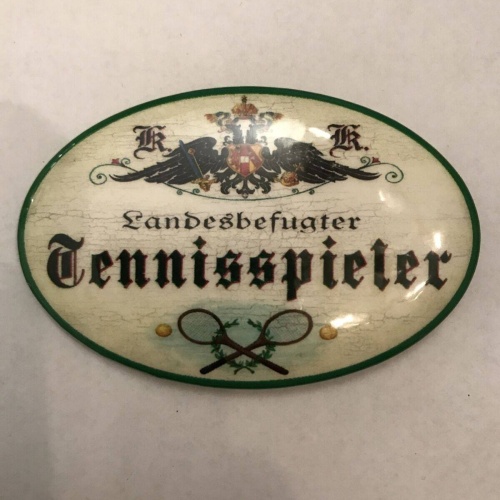 K K.
Landesbefugter
Tennisspieler